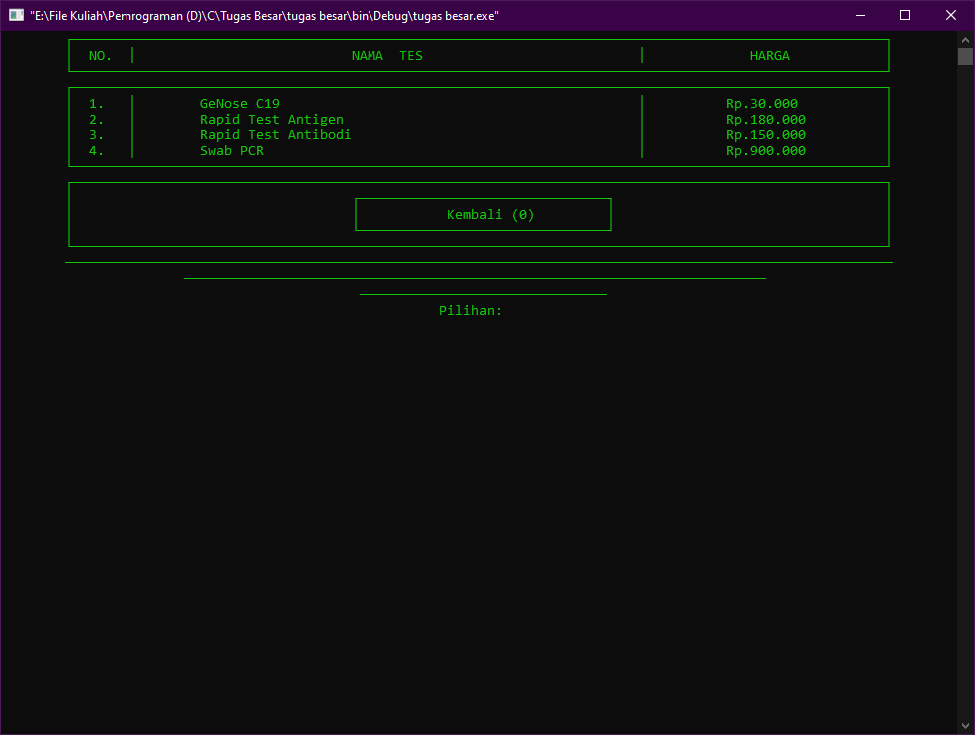 "E:\File Kuliah\Pemrograman (D)\C\Tugas Besar\tugas besar\bin\Debug\tugas besar.exe"
NO. | NAMA TES | HARGA
1. | GeNose C19 | Rp.30.000
2. | Rapid Test Antigen | Rp.180.000
3. | Rapid Test Antibodi | Rp.150.000
4. | Swab PCR | Rp.900.000
Kembali (0)
Pilihan: